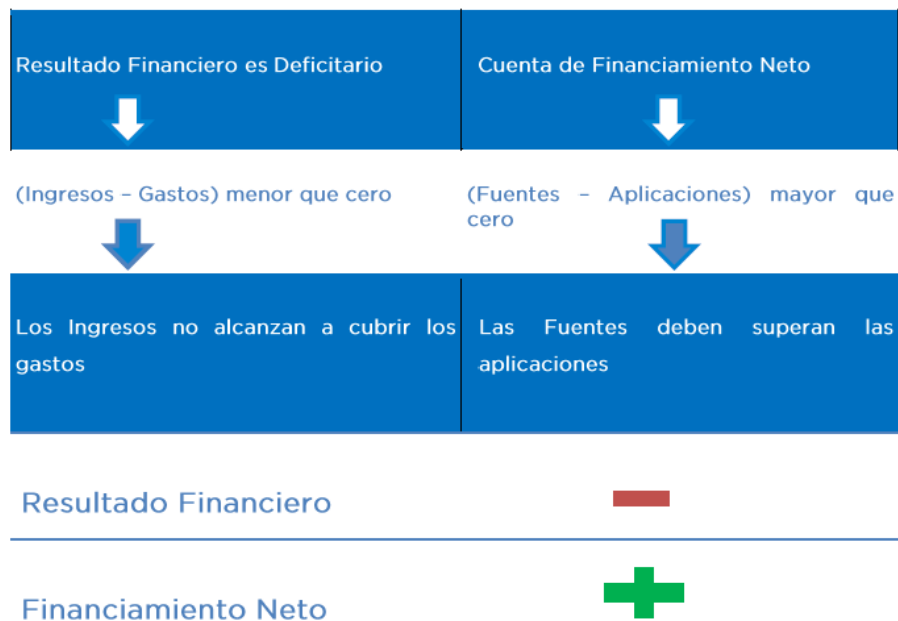 Resultado Financiero es Deficitario
Cuenta de Financiamiento Neto
(Ingresos – Gastos) menor que cero
(Fuentes – Aplicaciones) mayor que
cero
Los Ingresos no alcanzan a cubrir los
gastos
Las Fuentes deben superan las
aplicaciones
Resultado Financiero
Financiamiento Neto